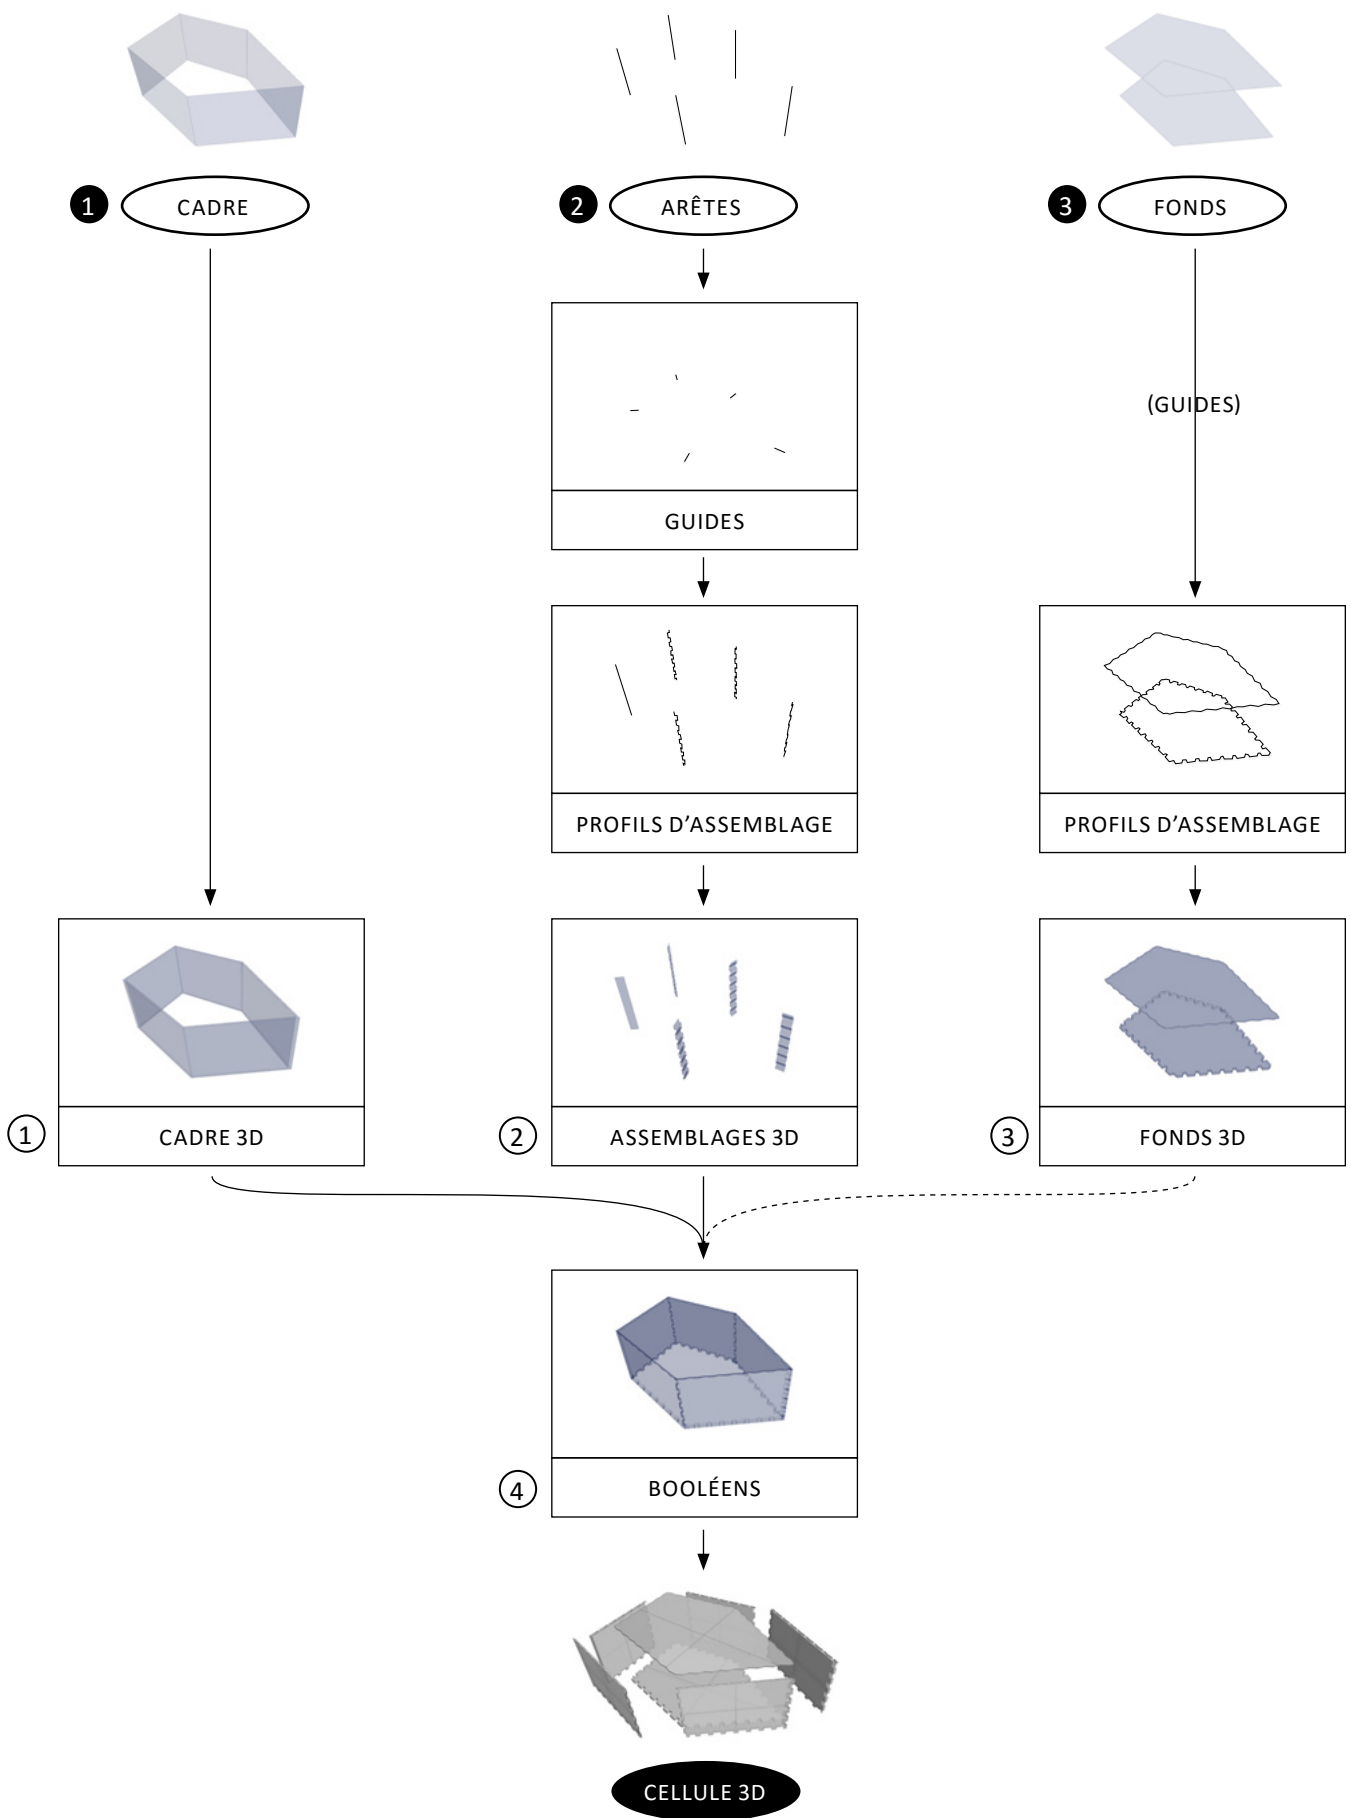 1 CADRE
2 ARÊTES
3 FONDS
(GUIDES)
GUIDES
PROFILS D’ASSEMBLAGE
PROFILS D’ASSEMBLAGE
1 CADRE 3D
2 ASSEMBLAGES 3D
3 FONDS 3D
4 BOOLÉENS
CELLULE 3D